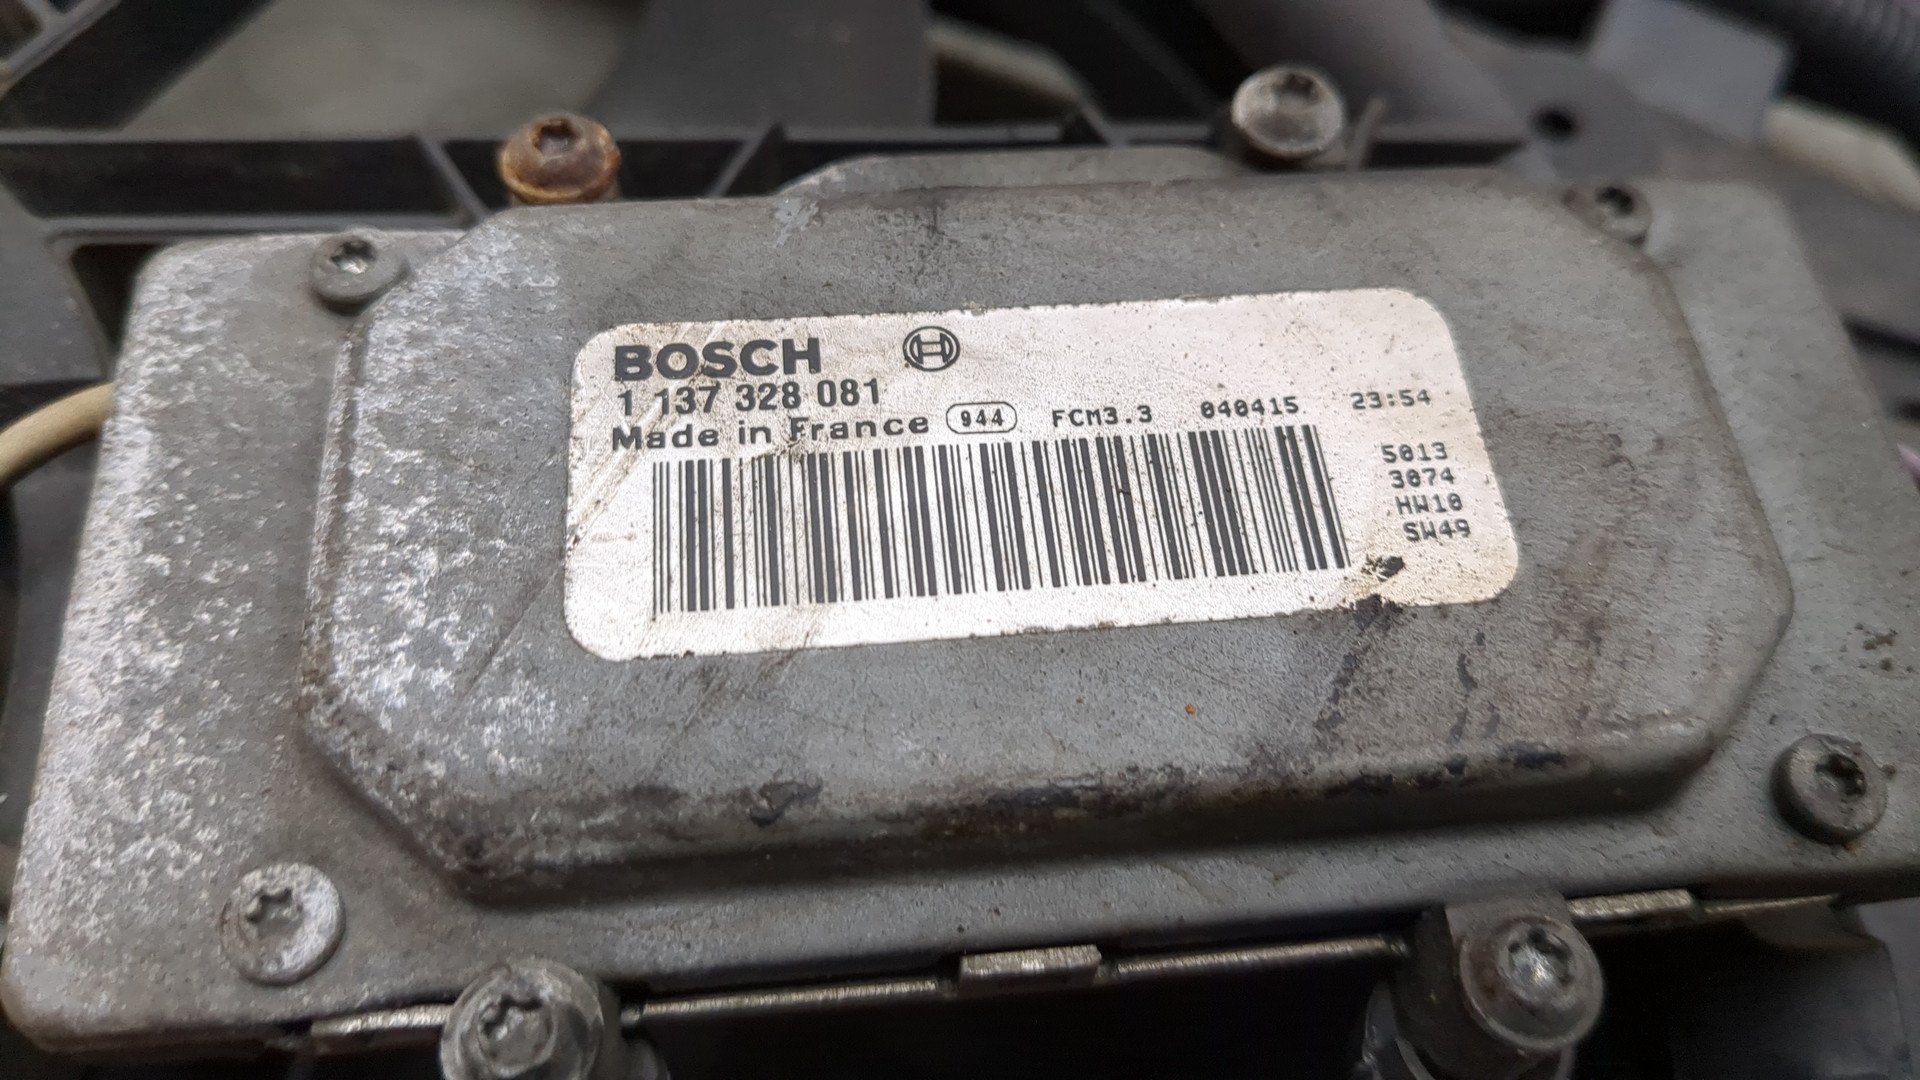 BOSCH
1 137 328 081
Made in France 944 FCM3.3 040415 23:54
5013
3074
HW10
SW49